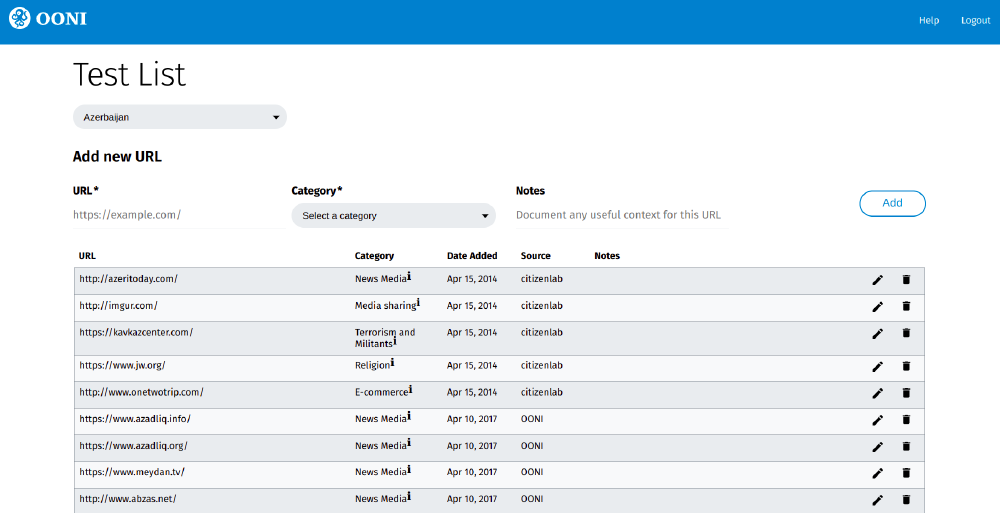 OONI
Help Logout
Test List
Azerbaijan
Add new URL
URL* Category* Notes
https://example.com/ Select a category Document any useful context for this URL Add
URL Category Date Added Source Notes
http://azeritoday.com/ News Media Apr 15, 2014 citizenlab
http://imgur.com/ Media sharing Apr 15, 2014 citizenlab
https://kavkazcenter.com/ Terrorism and Apr 15, 2014 citizenlab
Militants
https://www.jw.org/ Religion Apr 15, 2014 citizenlab
http://www.onetwotrip.com/ E-commerce Apr 15, 2014 citizenlab
https://www.azadliq.info/ News Media Apr 10, 2017 OONI
https://www.azadliq.org/ News Media Apr 10, 2017 OONI
https://www.meydan.tv/ News Media Apr 10, 2017 OONI
http://www.abzas.net/ News Media Apr 10, 2017 OONI